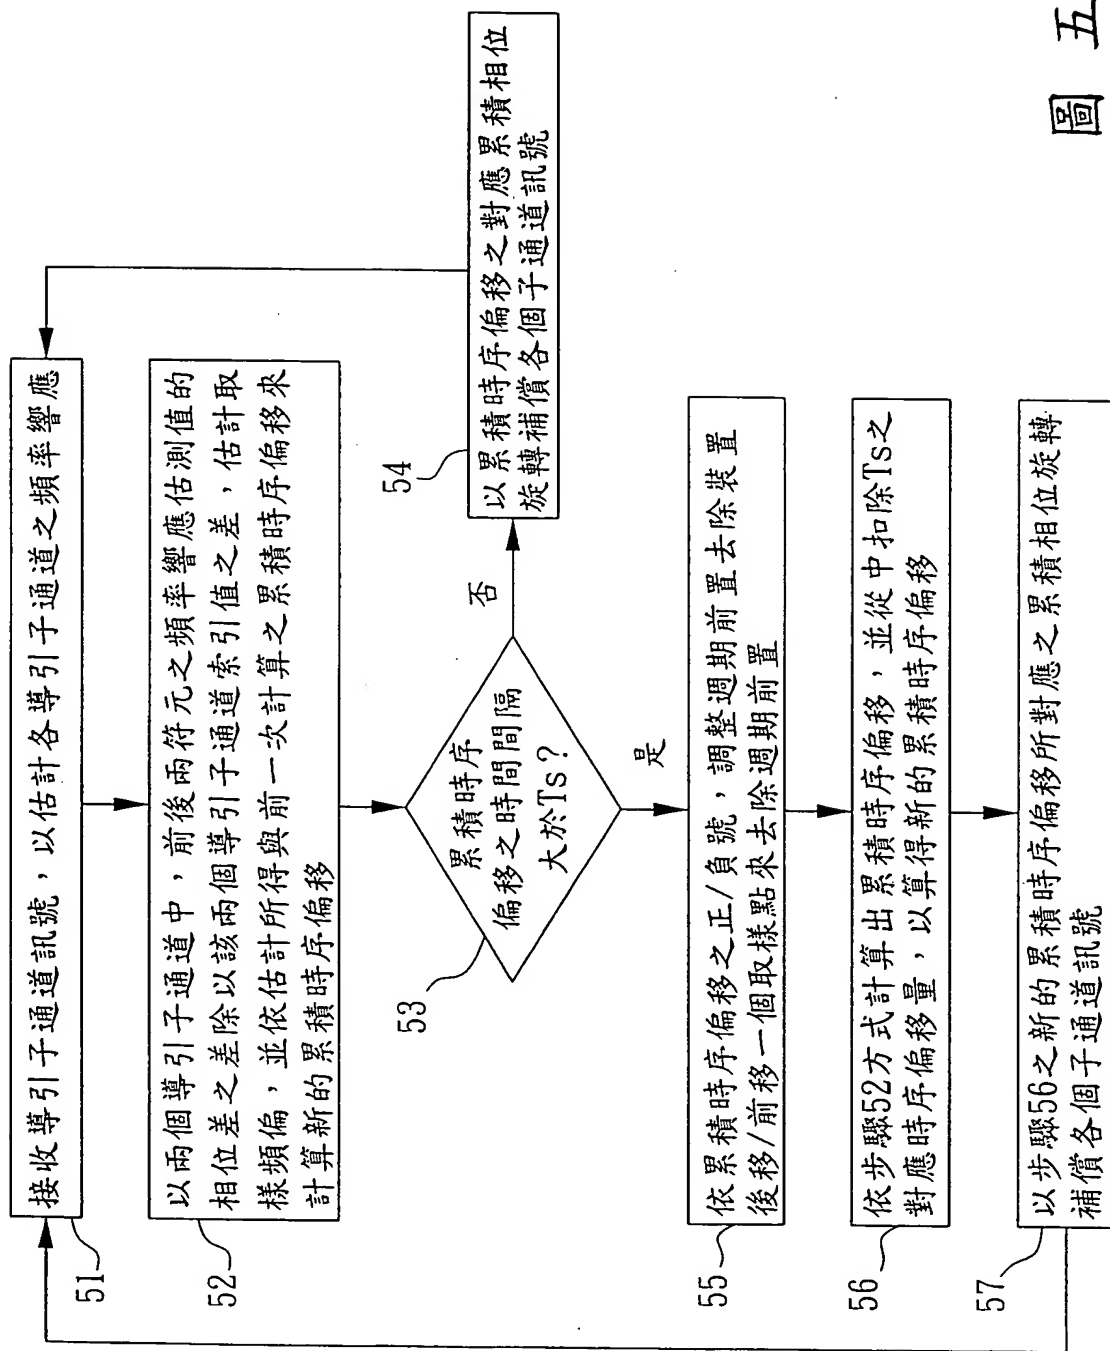 接收導引子通道訊號，以估計各導引子通道之頻率響應
51
以兩個導引子通道中，前後兩符元之頻率響應估測值的
相位差之差除以該兩個導引子通道索引值之差，估計取
樣頻偏，並依估計所得與前一次計算之累積時序偏移來
計算新的累積時序偏移
52
累積時序
偏移之時間間隔
大於Ts？
53
否
54
以累積時序偏移之對應累積相位
旋轉補償各個子通道訊號
是
依累積時序偏移之正/負號，調整週期前置去除裝置
後移/前移一個取樣點來去除週期前置
55
依步驟52方式計算出累積時序偏移，並從中扣除Ts之
對應時序偏移量，以算得新的累積時序偏移
56
以步驟56之新的累積時序偏移所對應之累積相位旋轉
補償各個子通道訊號
57
圖 五